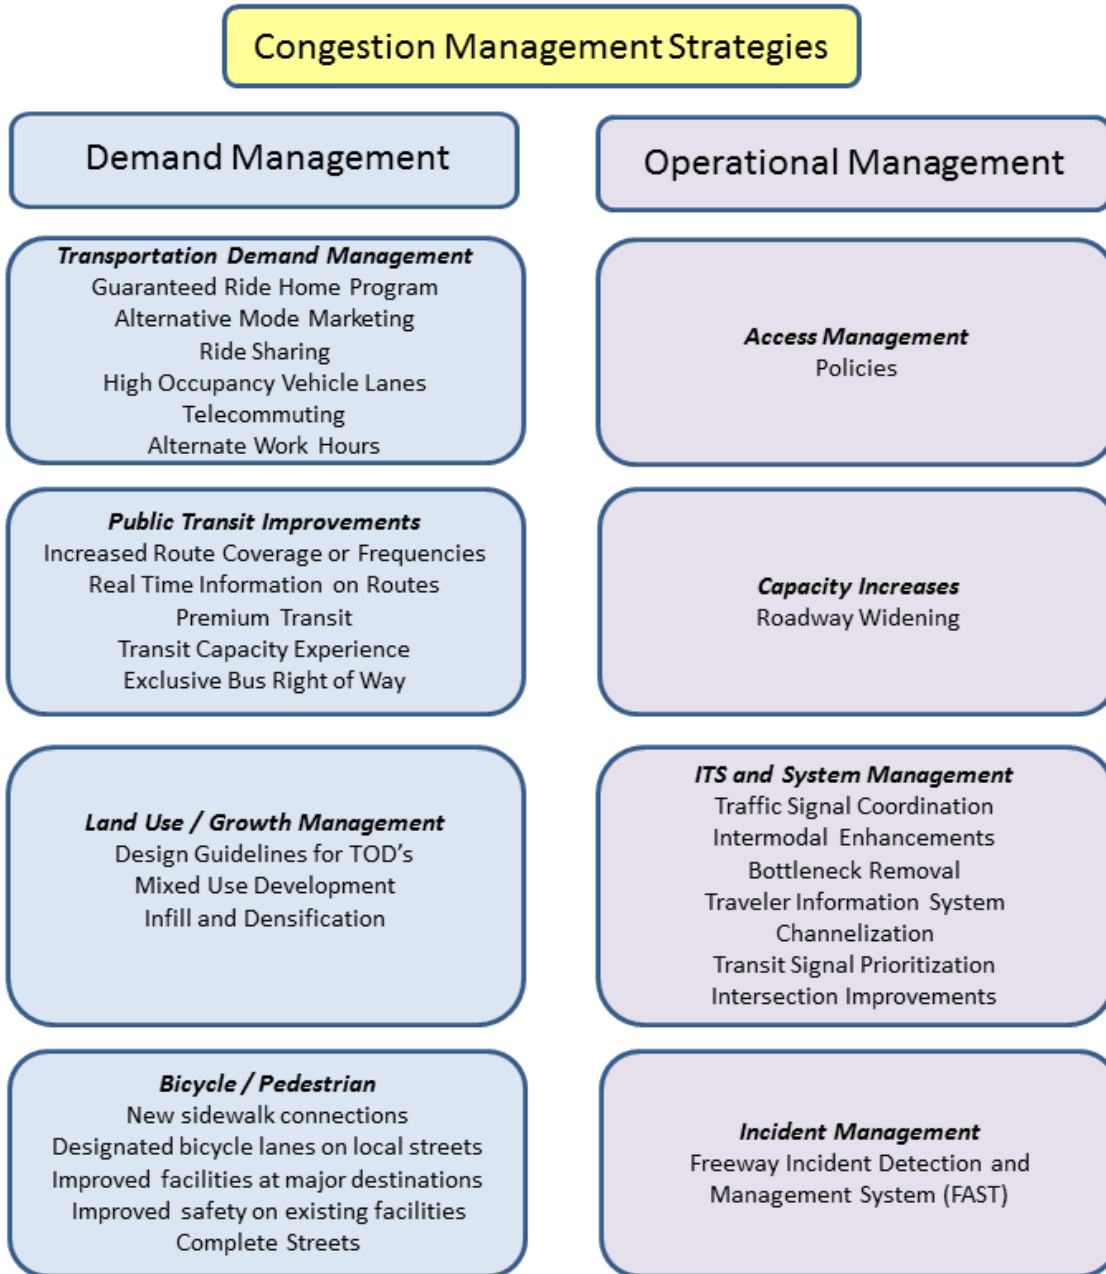 Congestion Management Strategies
Demand Management
Transportation Demand Management
Guaranteed Ride Home Program
Alternative Mode Marketing
Ride Sharing
High Occupancy Vehicle Lanes
Telecommuting
Alternate Work Hours
Public Transit Improvements
Increased Route Coverage or Frequencies
Real Time Information on Routes
Premium Transit
Transit Capacity Experience
Exclusive Bus Right of Way
Land Use / Growth Management
Design Guidelines for TOD's
Mixed Use Development
Infill and Densification
Bicycle / Pedestrian
New sidewalk connections
Designated bicycle lanes on local streets
Improved facilities at major destinations
Improved safety on existing facilities
Complete Streets
Operational Management
Access Management
Policies
Capacity Increases
Roadway Widening
ITS and System Management
Traffic Signal Coordination
Intermodal Enhancements
Bottleneck Removal
Traveler Information System
Channelization
Transit Signal Prioritization
Intersection Improvements
Incident Management
Freeway Incident Detection and
Management System (FAST)